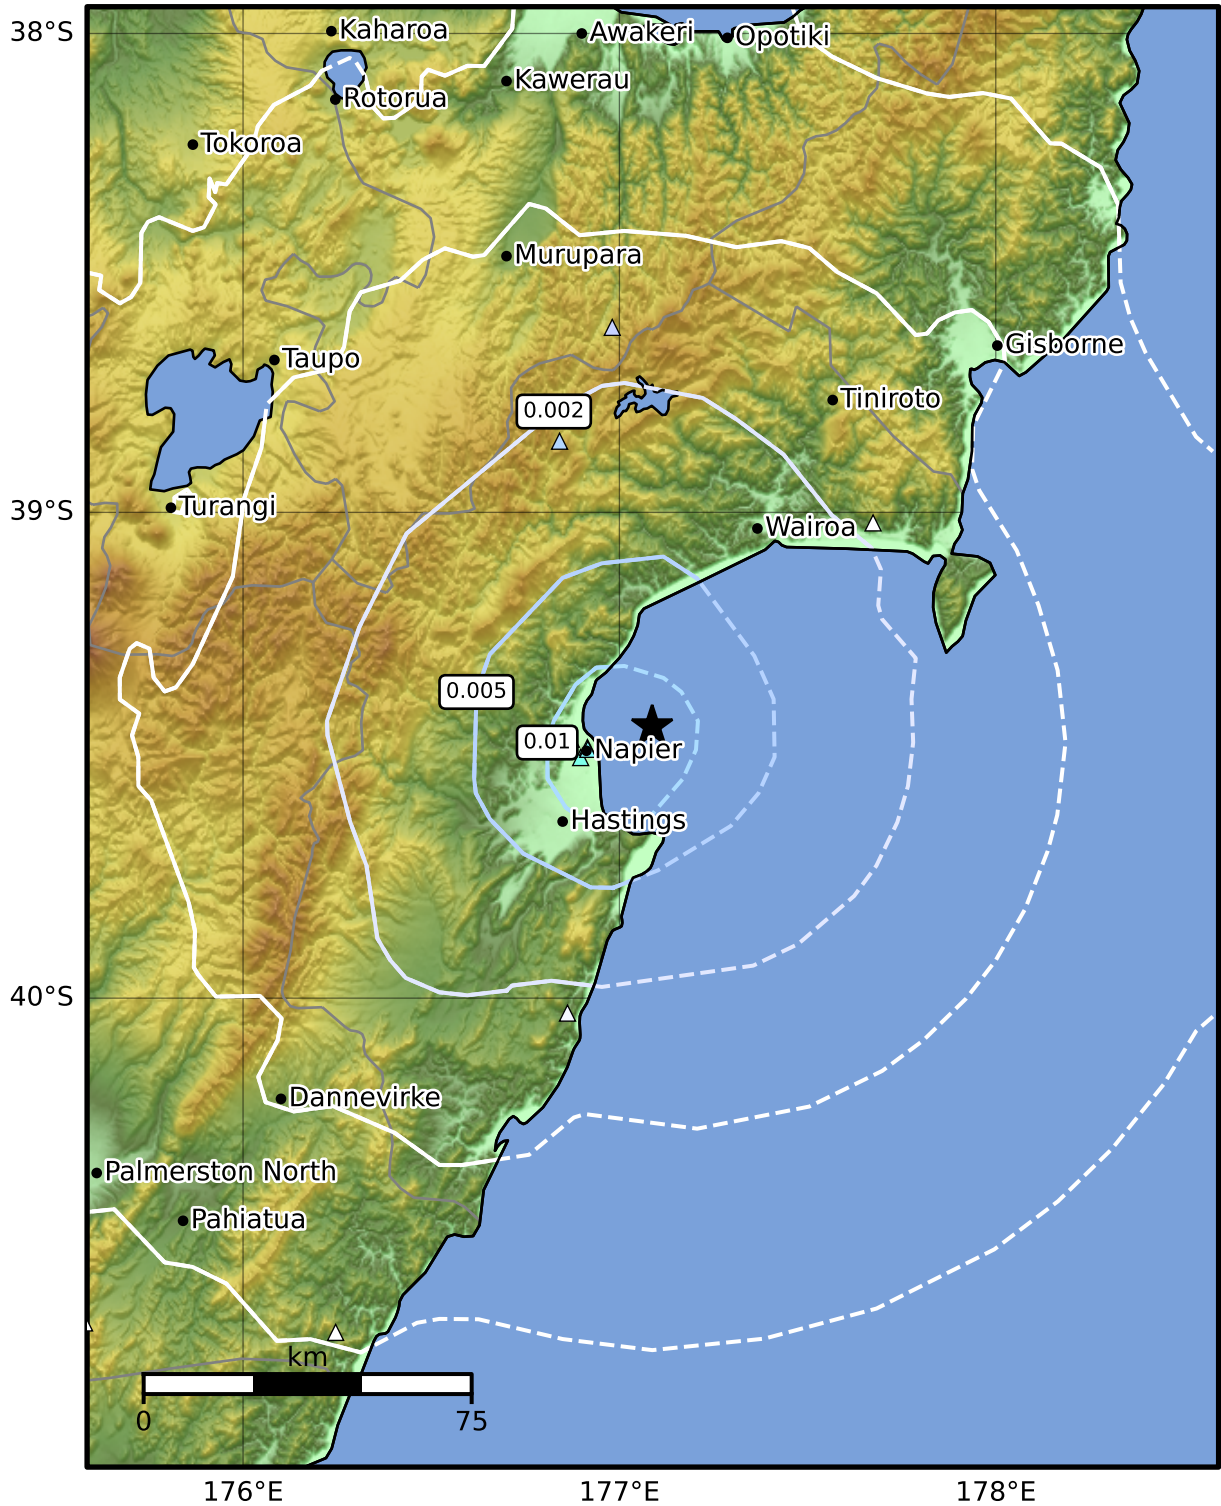 38°S
Kaharoa
Awakeri
Opotiki
Kawerau
Rotorua
Tokoroa
Murupara
Gisborne
Taupo
Tiniroto
0.002
39°S
Turangi
Wairoa
0.005
0.01
Napier
Hastings
40°S
Dannevirke
Palmerston North
Pahiatua
km
0
75
176°E
177°E
178°E